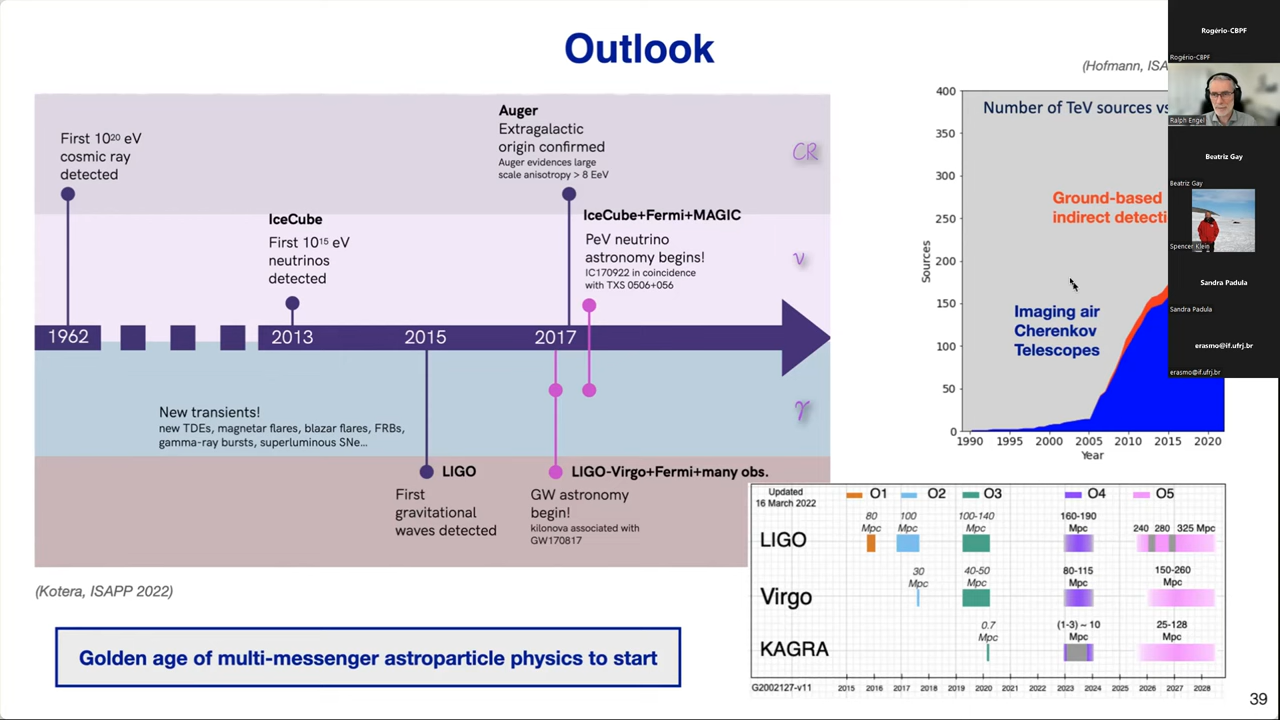 Outlook
First 10²⁰ eV
cosmic ray
detected
Auger
Extragalactic
origin confirmed
Auger evidences large
scale anisotropy > 8 EeV
CR
IceCube
First 10¹⁵ eV
neutrinos
detected
IceCube+Fermi+MAGIC
PeV neutrino
astronomy begins!
IC170922 in coincidence
with TXS 0506+056
ν
1962
2013
2015
2017
New transients!
new TDEs, magnetar flares, blazar flares, FRBs,
gamma-ray bursts, superluminous SNe...
γ
LIGO
First
gravitational
waves detected
LIGO-Virgo+Fermi+many obs.
GW astronomy
begin!
kilonova associated with
GW170817
(Kotera, ISAPP 2022)
Golden age of multi-messenger astroparticle physics to start
(Hofmann, ISA
Number of TeV sources vs
400
350
300
250
200
150
100
50
0
Sources
Ground-based
indirect detecti
Imaging air
Cherenkov
Telescopes
1990 1995 2000 2005 2010 2015 2020
Year
Updated
16 March 2022
O1 O2 O3 O4 O5
80 100 100-140 160-190
Mpc Mpc Mpc Mpc 240 280 325 Mpc
LIGO
30 40-50 80-115 150-260
Mpc Mpc Mpc Mpc
Virgo
0.7 (1-3) ~ 10 25-128
Mpc Mpc Mpc
KAGRA
G2002127-v11 2015 2016 2017 2018 2019 2020 2021 2022 2023 2024 2025 2026 2027 2028
39
Rogério-CBPF
Rogério-CBPF
Ralph Engel
Beatriz Gay
Beatriz Gay
Spencer Klein
Sandra Padula
Sandra Padula
erasmo@if.ufrj.br
erasmo@if.ufrj.br